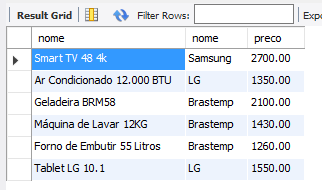 Result Grid Filter Rows: Expo
nome nome preco
Smart TV 48 4k Samsung 2700.00
Ar Condicionado 12.000 BTU LG 1350.00
Geladeira BRM58 Brastemp 2100.00
Máquina de Lavar 12KG Brastemp 1430.00
Forno de Embutir 55 Litros Brastemp 1260.00
Tablet LG 10.1 LG 1550.00